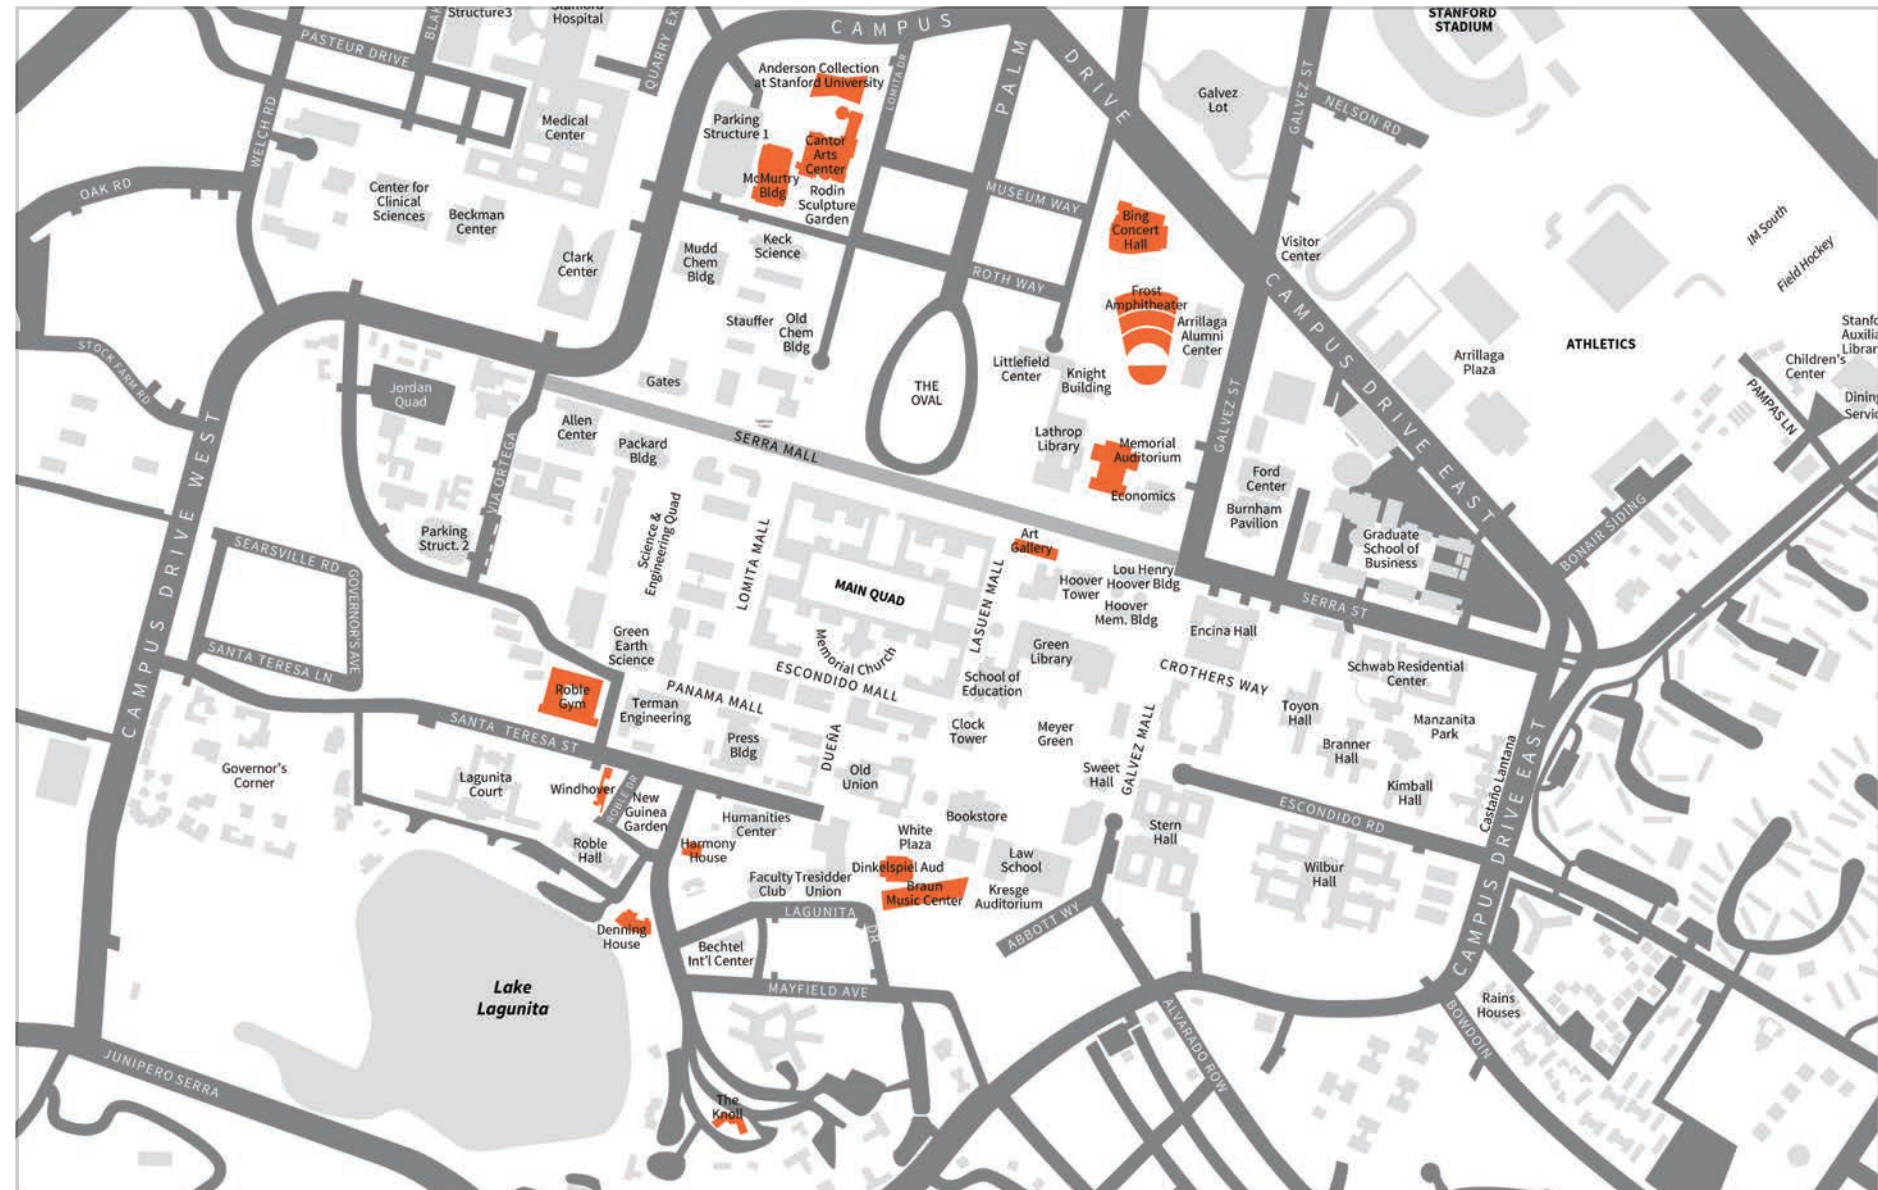 Structure3
Stanford
Hospital
STANFORD
STADIUM
CAMPUS
DRIVE
PASTEUR DRIVE
QUARRY
WELCH RD
OAK RD
Medical
Center
Center for
Clinical
Sciences
Beckman
Center
Clark
Center
Anderson Collection
at Stanford University
LOMITA DR
PALM
Parking
Structure 1
Cantor
Arts
Center
McMurtry
Bldg
Rodin
Sculpture
Garden
Galvez
Lot
GALVEZ ST
NELSON RD
MUSEUM WAY
Bing
Concert
Hall
Visitor
Center
IM South
Field Hockey
Mudd
Chem
Bldg
Keck
Science
ROTH WAY
CAMPUS DRIVE EAST
Frost
Amphitheater
Arrillaga
Alumni
Center
Stauffer
Old
Chem
Bldg
Littlefield
Center
Knight
Building
Arrillaga
Plaza
ATHLETICS
Children's
Center
PAMPAS LN
STOCK FARM RD
Jordan
Quad
Gates
THE
OVAL
Allen
Center
Packard
Bldg
SERRA MALL
Lathrop
Library
Memorial
Auditorium
Economics
GALVEZ ST
Ford
Center
Burnham
Pavilion
CAMPUS DRIVE WEST
VIA ORTEGA
Parking
Struct. 2
Science &
Engineering Quad
LOMITA MALL
MAIN QUAD
LASUEN MALL
Art
Gallery
Lou Henry
Hoover Bldg
Hoover
Tower
Hoover
Mem. Bldg
Graduate
School of
Business
BONAIR SIDING
SERRA ST
SEARSVILLE RD
GOVERNOR'S AVE
SANTA TERESA LN
Green
Earth
Science
Memorial Church
ESCONDIDO MALL
Green
Library
School of
Education
Encina Hall
CROTHERS WAY
Schwab Residential
Center
Roble
Gym
PANAMA MALL
Terman
Engineering
SANTA TERESA ST
Press
Bldg
DUEÑA
Clock
Tower
Meyer
Green
GALVEZ MALL
Toyon
Hall
Branner
Hall
Manzanita
Park
Kimball
Hall
Castaño Lantana
CAMPUS DRIVE EAST
Governor's
Corner
Lagunita
Court
Windhover
ROBLE DR
New
Guinea
Garden
Roble
Hall
Old
Union
Sweet
Hall
Humanities
Center
Harmony
House
Bookstore
White
Plaza
Dinkelspiel Aud
Braun
Music Center
Law
School
Kresge
Auditorium
Stern
Hall
ESCONDIDO RD
Wilbur
Hall
Faculty
Club
Tresidder
Union
LAGUNITA
DR
ABBOTT WY
Denning
House
Bechtel
Int'l Center
MAYFIELD AVE
Lake
Lagunita
Rains
Houses
BOWDOIN
ALVARADO ROW
JUNIPERO SERRA
The
Knoll